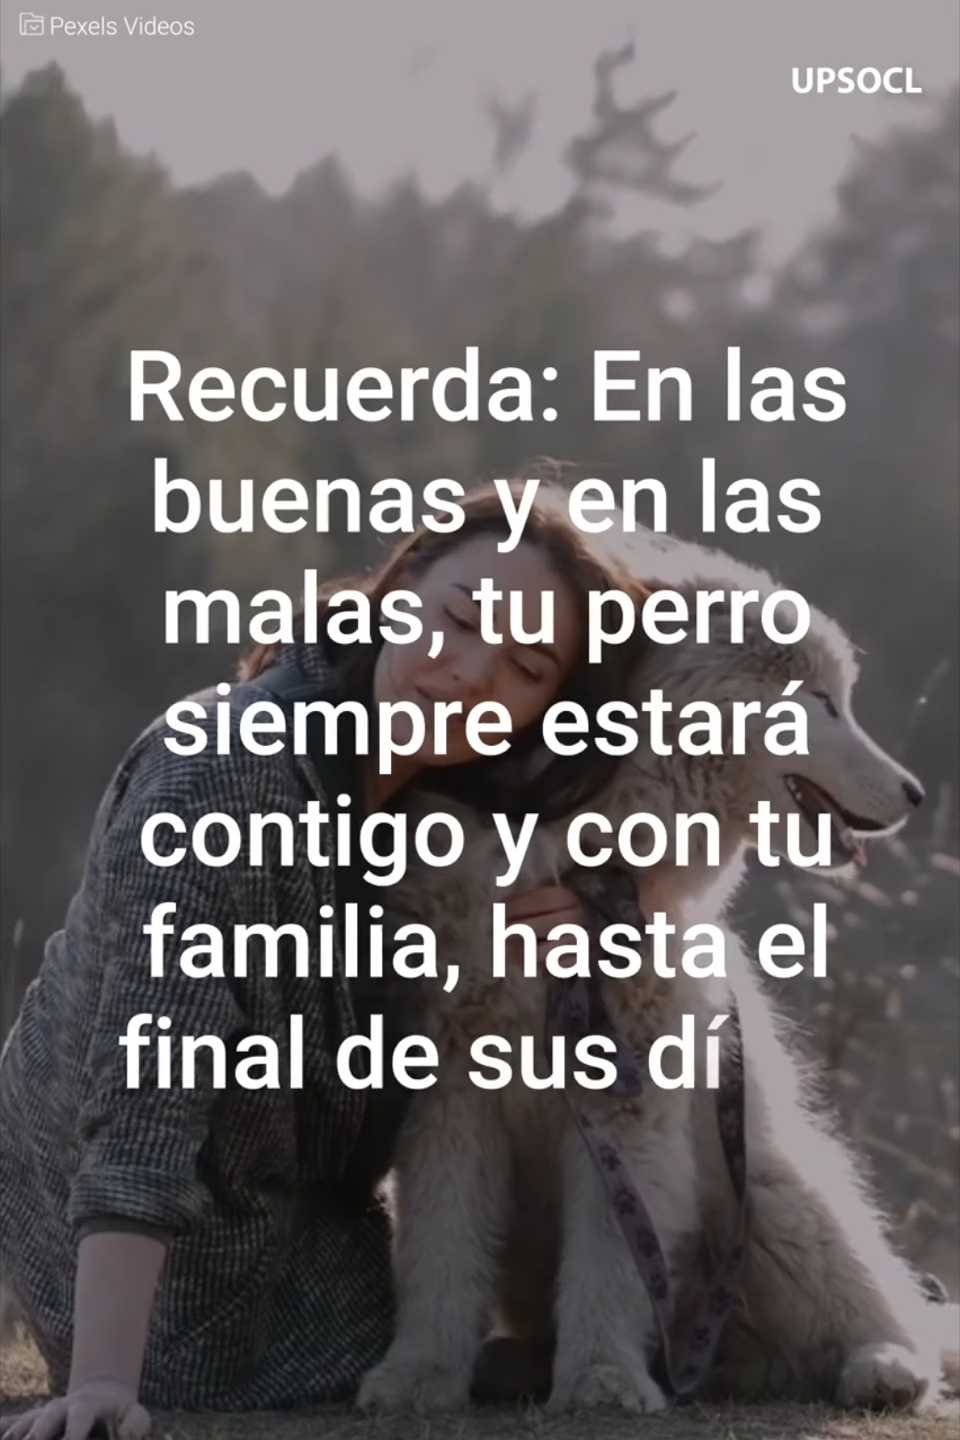 Pexels Videos
UPSOCL
Recuerda: En las
buenas y en las
malas, tu perro
siempre estará
contigo y con tu
familia, hasta el
final de sus dí